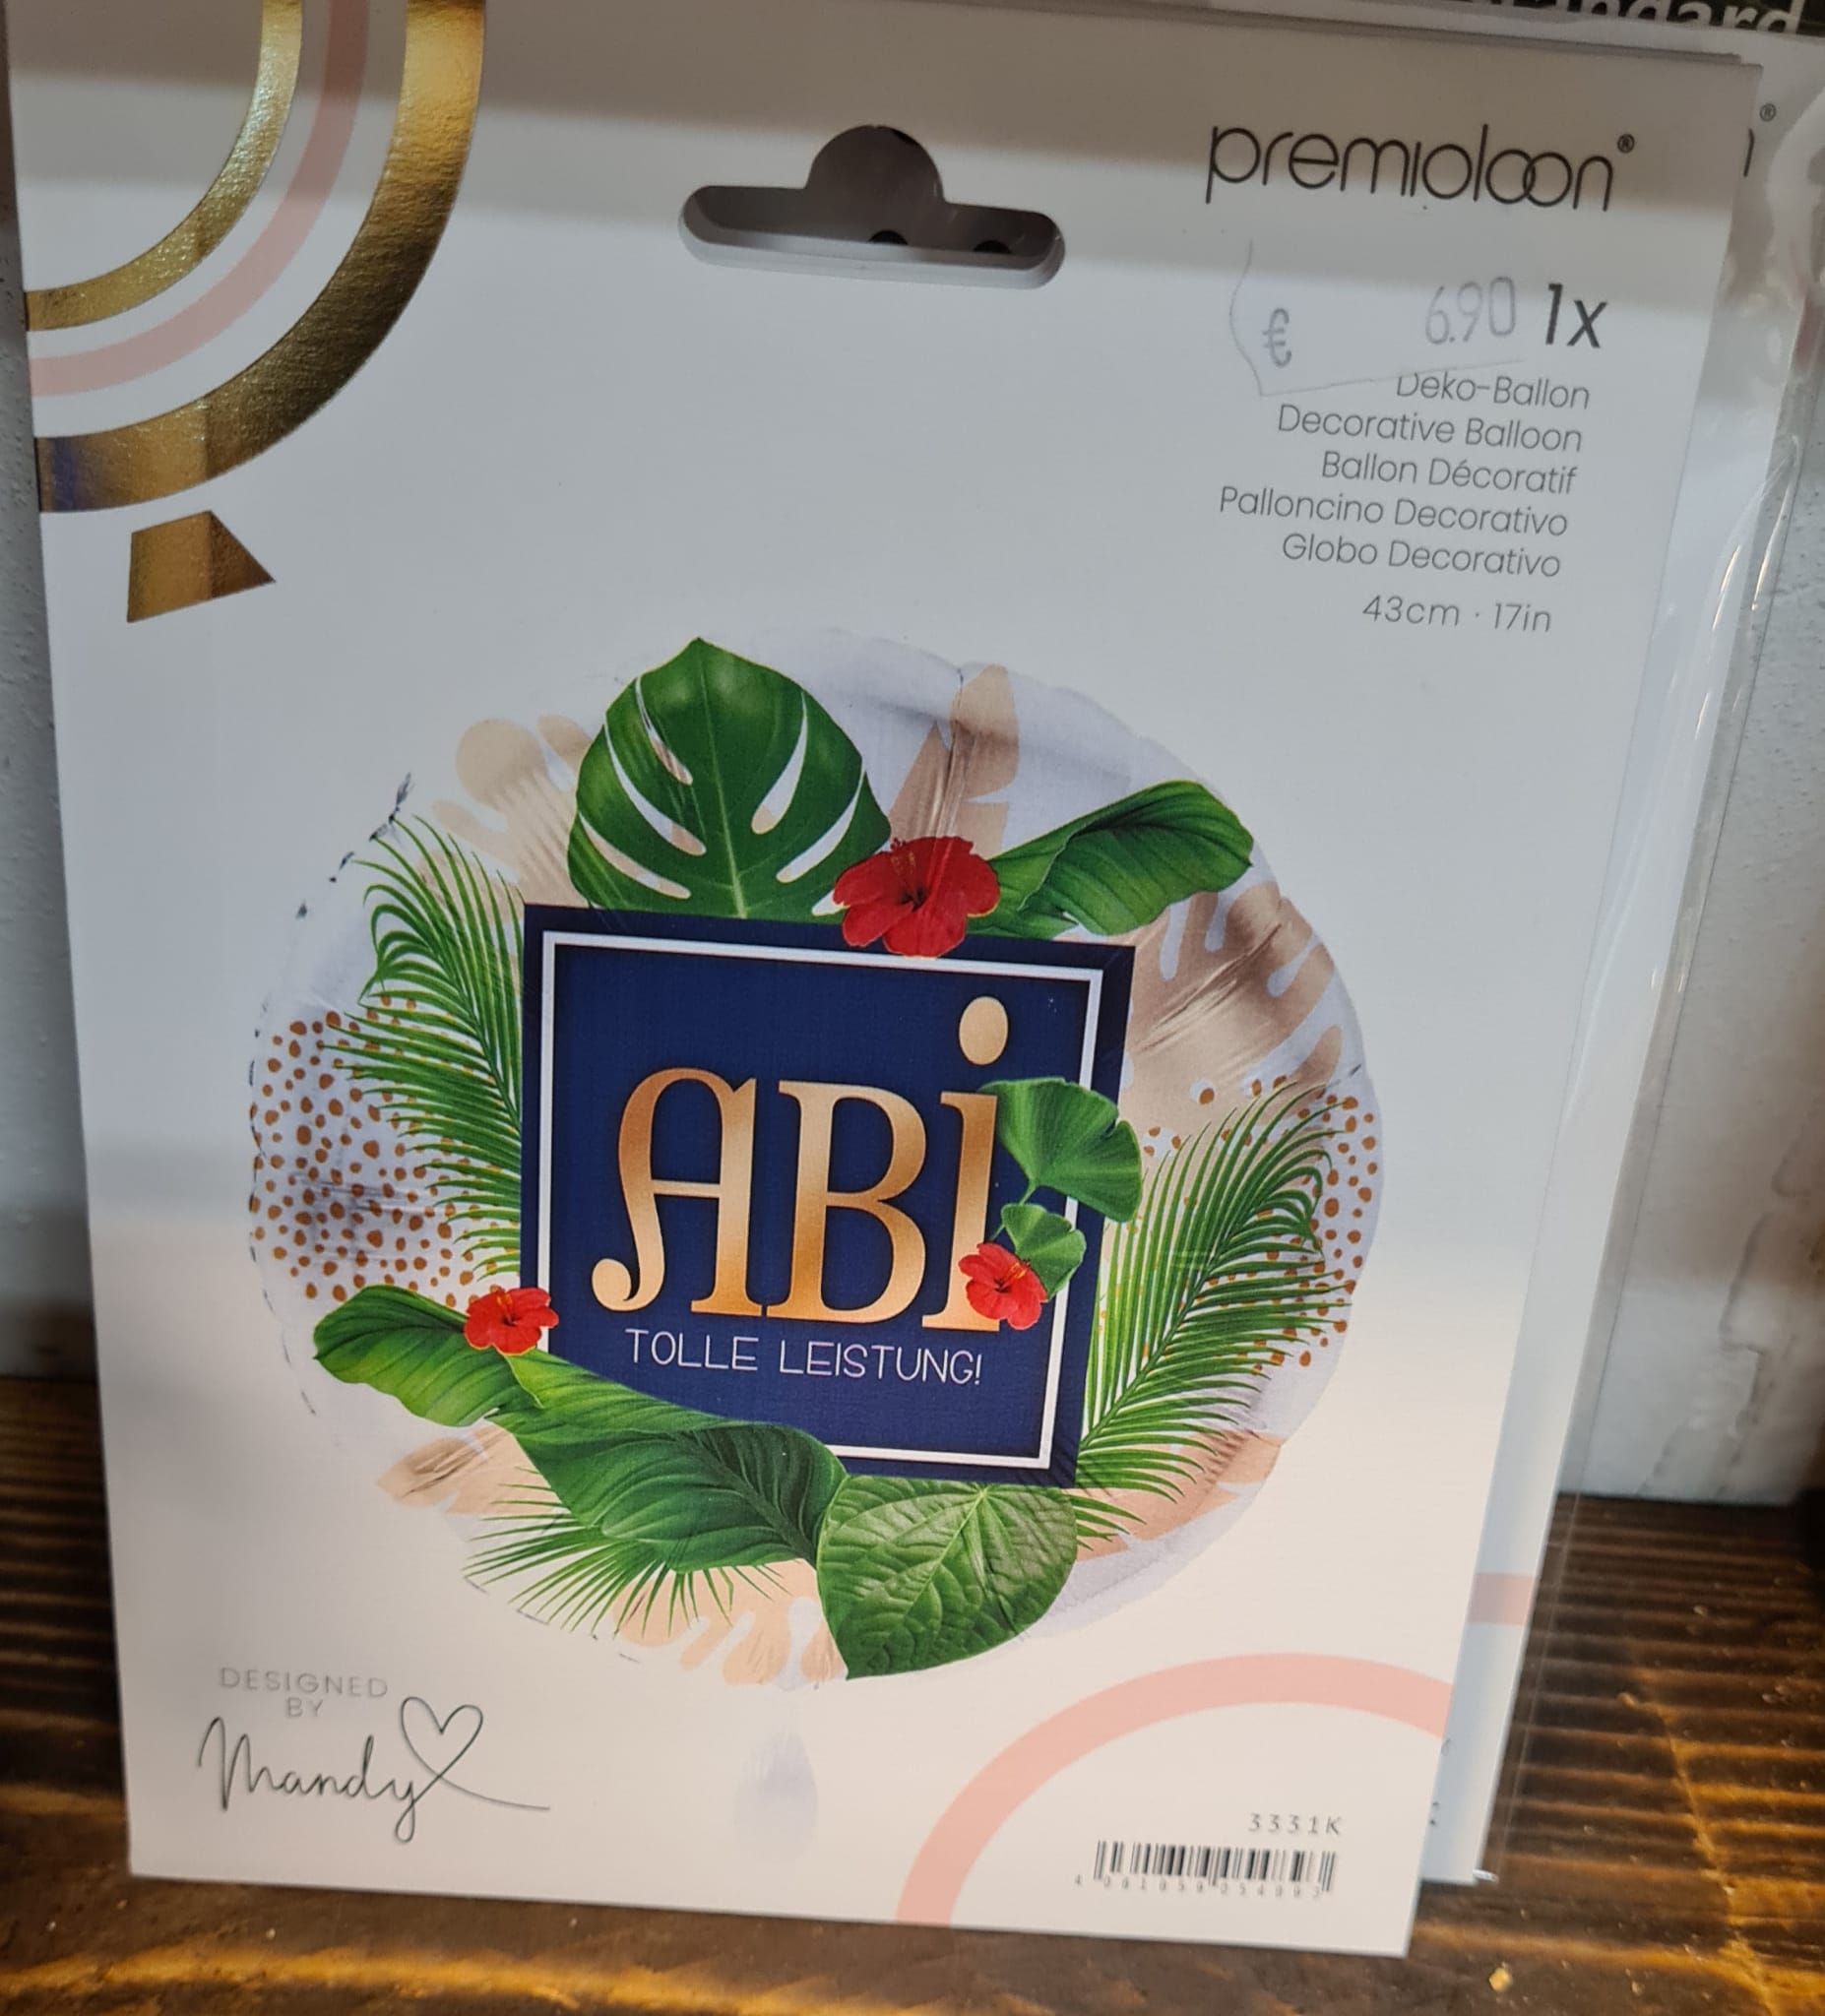 premioloon®
€ 6.90 1x
Deko-Ballon
Decorative Balloon
Ballon Décoratif
Palloncino Decorativo
Globo Decorativo
43cm · 17in
ABi
TOLLE LEISTUNG!
DESIGNED
BY
Mandy
3331K